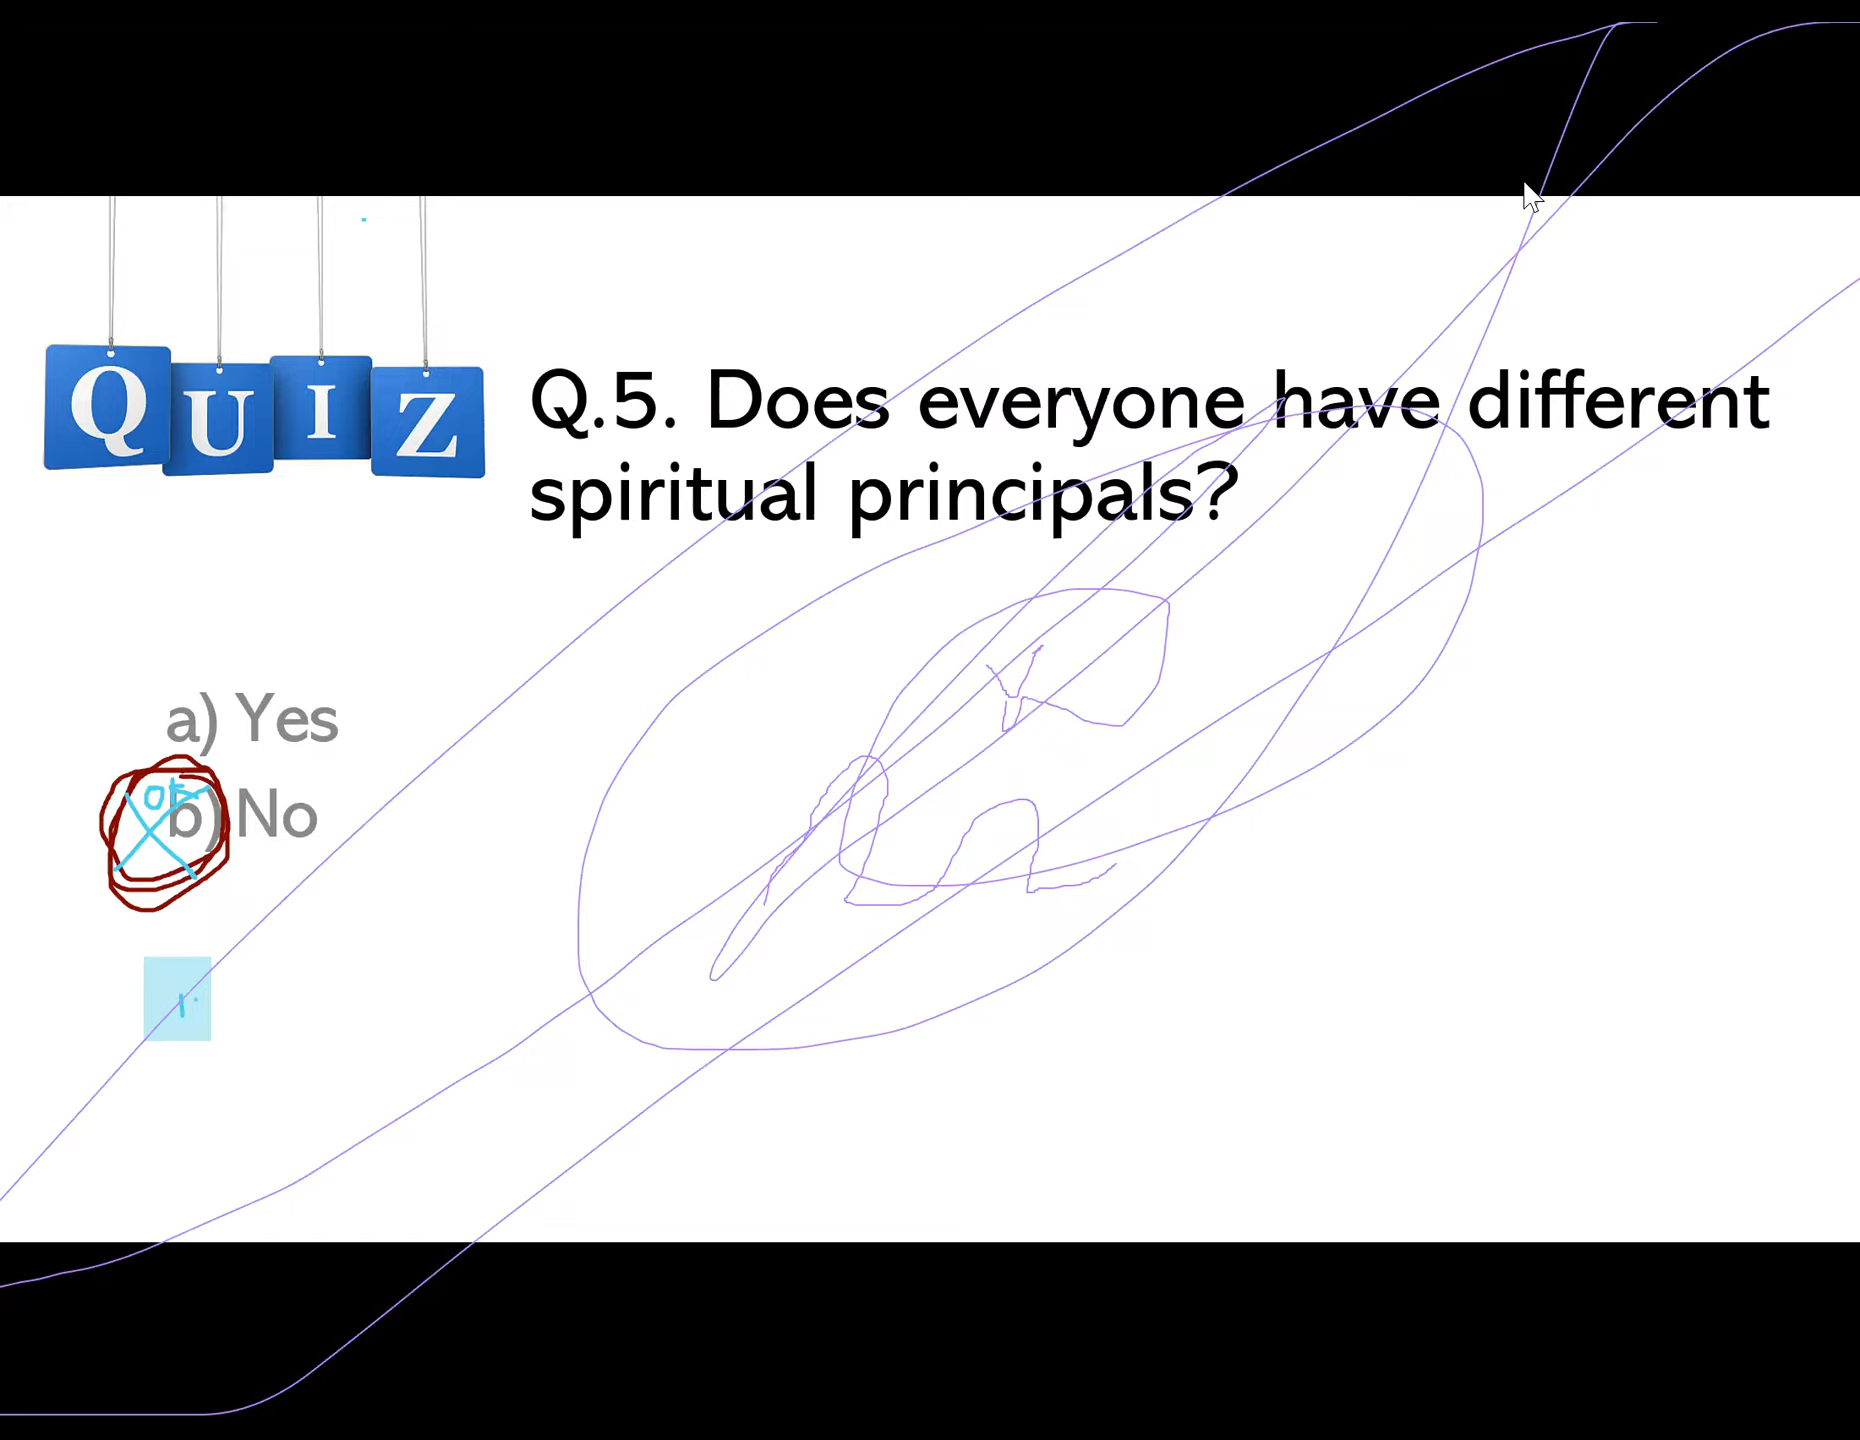 QUIZ
Q.5. Does everyone have different
spiritual principals?
a) Yes
b) No